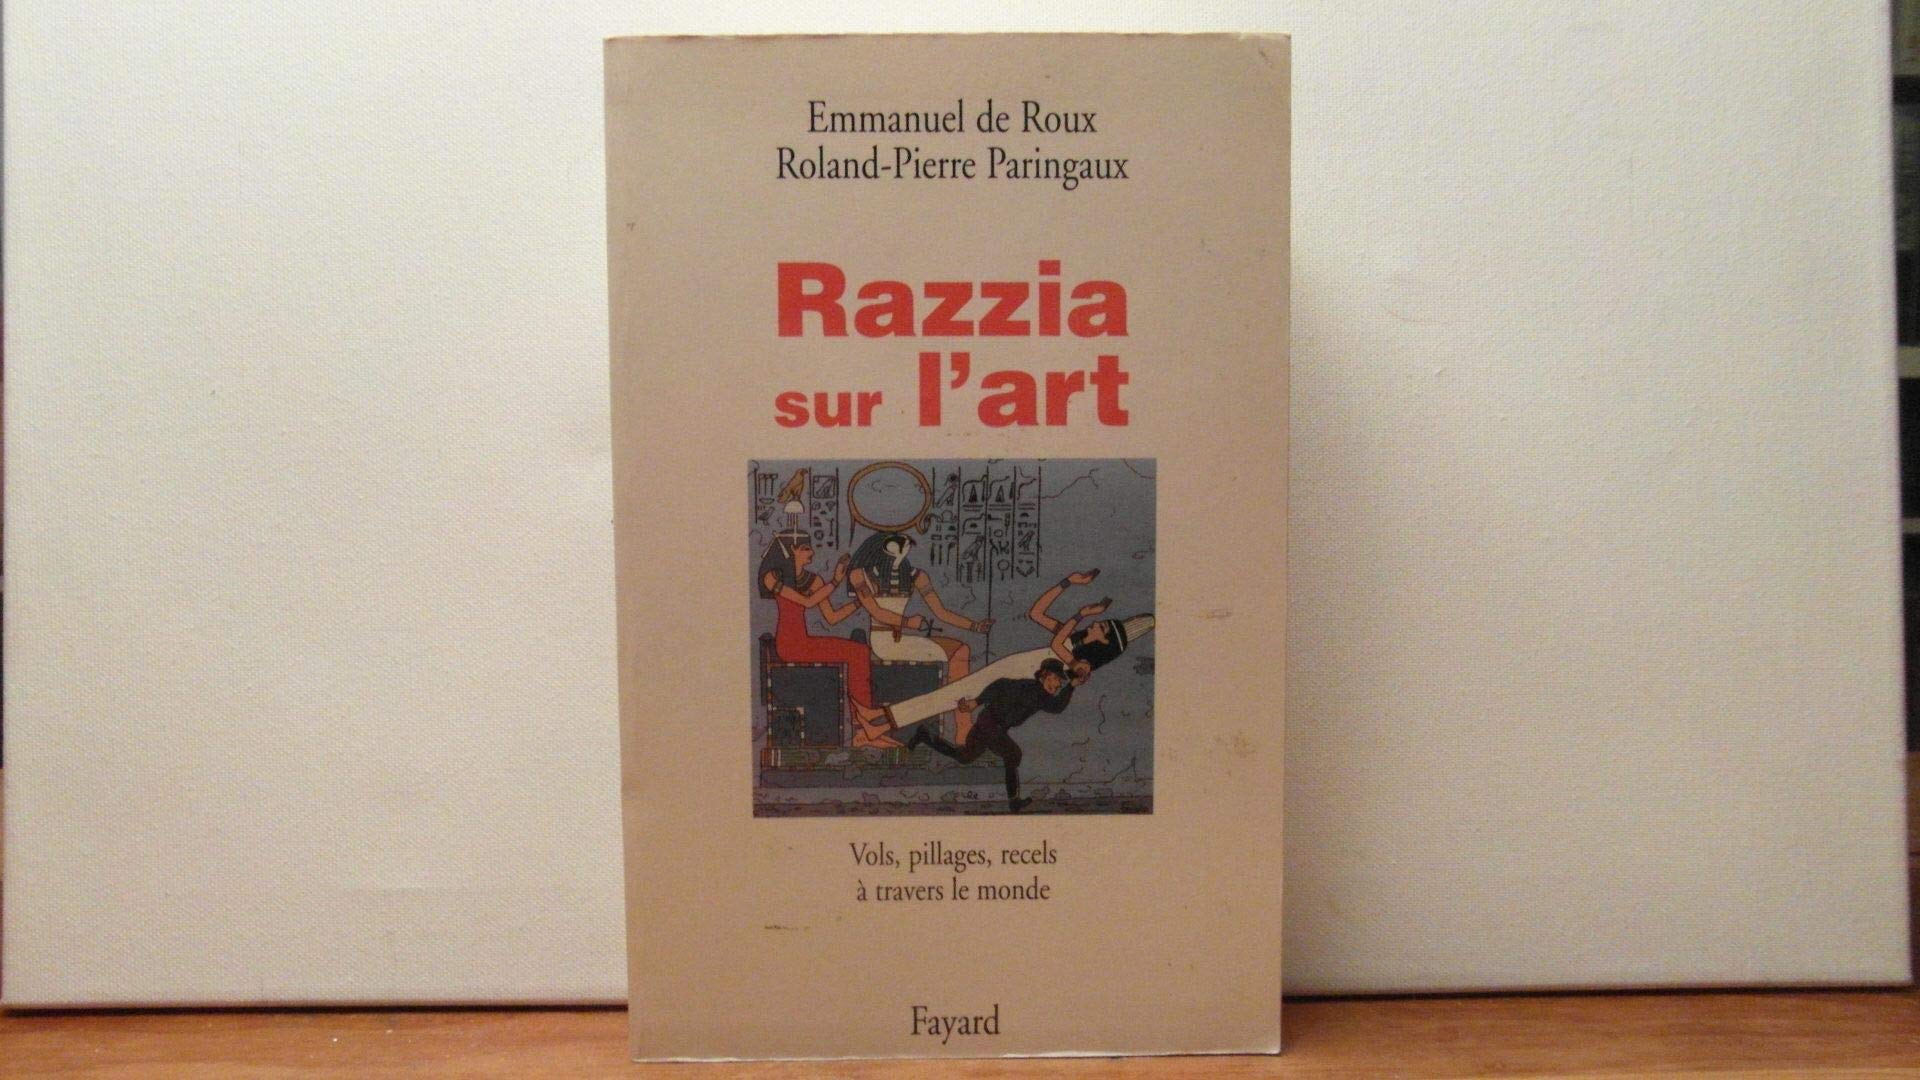 Emmanuel de Roux
Roland-Pierre Paringaux
Razzia
sur l'art
Vols, pillages, recels
à travers le monde
Fayard